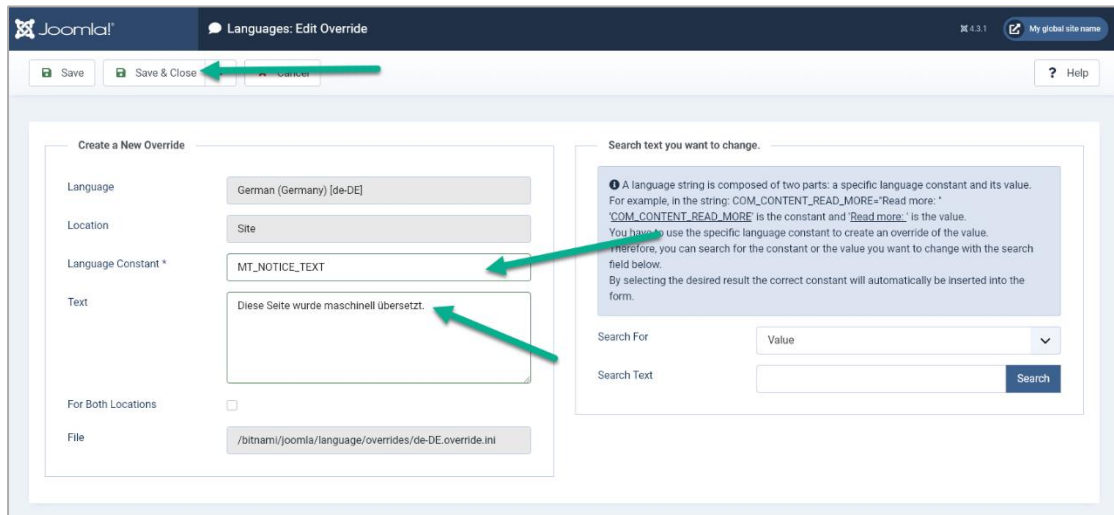 Joomla!®
Languages: Edit Override
4.3.1
My global site name
Save
Save & Close
Cancel
? Help
Create a New Override
Language
German (Germany) [de-DE]
Location
Site
Language Constant *
MT_NOTICE_TEXT
Text
Diese Seite wurde maschinell übersetzt.
For Both Locations
File
/bitnami/joomla/language/overrides/de-DE.override.ini
Search text you want to change.
A language string is composed of two parts: a specific language constant and its value.
For example, in the string: COM_CONTENT_READ_MORE="Read more: "
'COM_CONTENT_READ_MORE' is the constant and 'Read more: ' is the value.
You have to use the specific language constant to create an override of the value.
Therefore, you can search for the constant or the value you want to change with the search
field below.
By selecting the desired result the correct constant will automatically be inserted into the
form.
Search For
Value
Search Text
Search